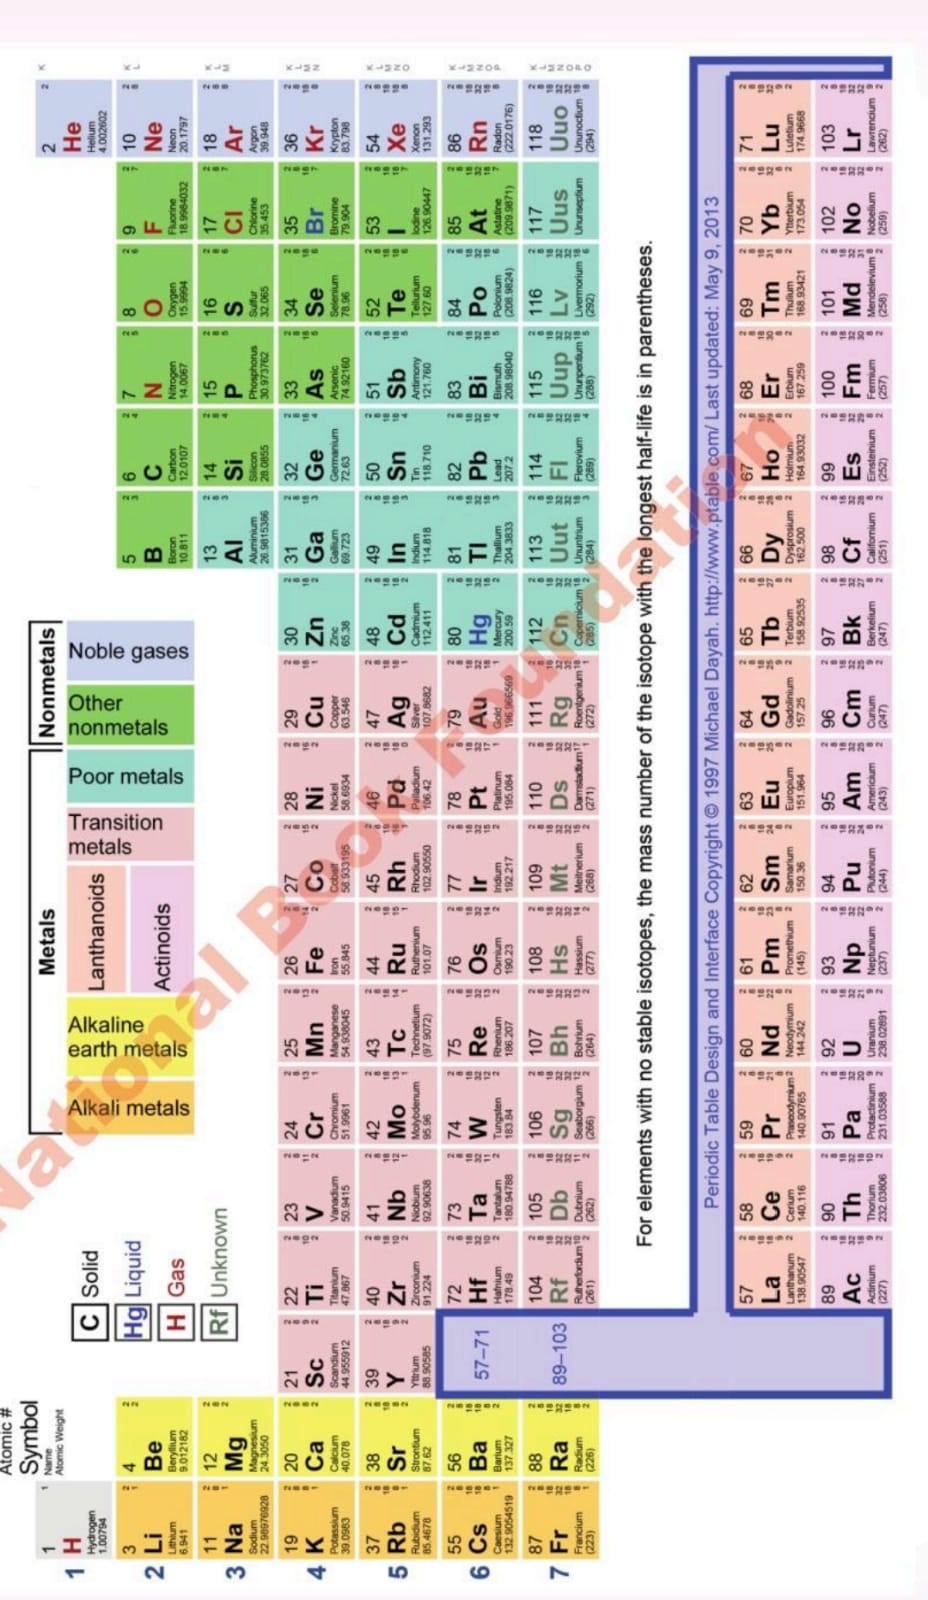 Atomic #
Symbol
Name
Atomic Weight
C Solid
Hg Liquid
H Gas
Rf Unknown
Metals
Nonmetals
Alkali metals
Alkaline earth metals
Lanthanoids
Actinoids
Transition metals
Poor metals
Other nonmetals
Noble gases
1
1 H Hydrogen 1.00794
2 He Helium 4.002602
K
2
3 Li Lithium 6.941
4 Be Beryllium 9.012182
5 B Boron 10.811
6 C Carbon 12.0107
7 N Nitrogen 14.0067
8 O Oxygen 15.9994
9 F Fluorine 18.9984032
10 Ne Neon 20.1797
K L
3
11 Na Sodium 22.98976928
12 Mg Magnesium 24.3050
13 Al Aluminium 26.9815386
14 Si Silicon 28.0855
15 P Phosphorus 30.973762
16 S Sulfur 32.065
17 Cl Chlorine 35.453
18 Ar Argon 39.948
K L M
4
19 K Potassium 39.0983
20 Ca Calcium 40.078
21 Sc Scandium 44.955912
22 Ti Titanium 47.867
23 V Vanadium 50.9415
24 Cr Chromium 51.9961
25 Mn Manganese 54.938045
26 Fe Iron 55.845
27 Co Cobalt 58.933195
28 Ni Nickel 58.6934
29 Cu Copper 63.546
30 Zn Zinc 65.38
31 Ga Gallium 69.723
32 Ge Germanium 72.63
33 As Arsenic 74.92160
34 Se Selenium 78.96
35 Br Bromine 79.904
36 Kr Krypton 83.798
K L M N
5
37 Rb Rubidium 85.4678
38 Sr Strontium 87.62
39 Y Yttrium 88.90585
40 Zr Zirconium 91.224
41 Nb Niobium 92.90638
42 Mo Molybdenum 95.96
43 Tc Technetium (97.9072)
44 Ru Ruthenium 101.07
45 Rh Rhodium 102.90550
46 Pd Palladium 106.42
47 Ag Silver 107.8682
48 Cd Cadmium 112.411
49 In Indium 114.818
50 Sn Tin 118.710
51 Sb Antimony 121.760
52 Te Tellurium 127.60
53 I Iodine 126.90447
54 Xe Xenon 131.293
K L M N O
6
55 Cs Caesium 132.9054519
56 Ba Barium 137.327
57–71
72 Hf Hafnium 178.49
73 Ta Tantalum 180.94788
74 W Tungsten 183.84
75 Re Rhenium 186.207
76 Os Osmium 190.23
77 Ir Iridium 192.217
78 Pt Platinum 195.084
79 Au Gold 196.966569
80 Hg Mercury 200.59
81 Tl Thallium 204.3833
82 Pb Lead 207.2
83 Bi Bismuth 208.98040
84 Po Polonium (208.9824)
85 At Astatine (209.9871)
86 Rn Radon (222.0176)
K L M N O P
7
87 Fr Francium (223)
88 Ra Radium (226)
89–103
104 Rf Rutherfordium (261)
105 Db Dubnium (262)
106 Sg Seaborgium (266)
107 Bh Bohrium (264)
108 Hs Hassium (277)
109 Mt Meitnerium (268)
110 Ds Darmstadtium (271)
111 Rg Roentgenium (272)
112 Cn Copernicium (285)
113 Uut Ununtrium (284)
114 Fl Flerovium (289)
115 Uup Ununpentium (288)
116 Lv Livermorium (292)
117 Uus Ununseptium
118 Uuo Ununoctium (294)
K L M N O P Q
For elements with no stable isotopes, the mass number of the isotope with the longest half-life is in parentheses.
Periodic Table Design and Interface Copyright © 1997 Michael Dayah. http://www.ptable.com/ Last updated: May 9, 2013
57 La Lanthanum 138.90547
58 Ce Cerium 140.116
59 Pr Praseodymium 140.90765
60 Nd Neodymium 144.242
61 Pm Promethium (145)
62 Sm Samarium 150.36
63 Eu Europium 151.964
64 Gd Gadolinium 157.25
65 Tb Terbium 158.92535
66 Dy Dysprosium 162.500
67 Ho Holmium 164.93032
68 Er Erbium 167.259
69 Tm Thulium 168.93421
70 Yb Ytterbium 173.054
71 Lu Lutetium 174.9668
89 Ac Actinium (227)
90 Th Thorium 232.03806
91 Pa Protactinium 231.03588
92 U Uranium 238.02891
93 Np Neptunium (237)
94 Pu Plutonium (244)
95 Am Americium (243)
96 Cm Curium (247)
97 Bk Berkelium (247)
98 Cf Californium (251)
99 Es Einsteinium (252)
100 Fm Fermium (257)
101 Md Mendelevium (258)
102 No Nobelium (259)
103 Lr Lawrencium (262)
National Book Foundation